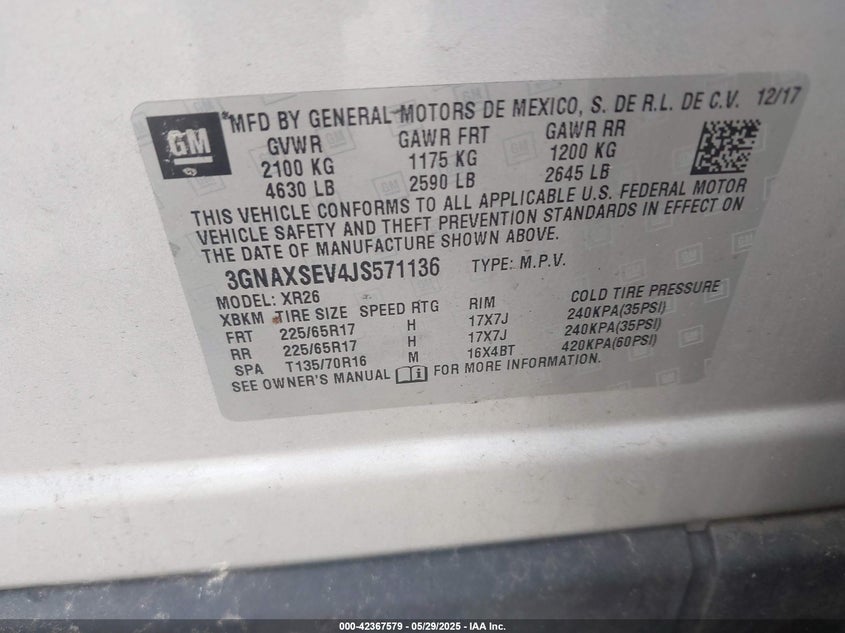 GM
*MFD BY GENERAL MOTORS DE MEXICO, S. DE R.L. DE C.V. 12/17
GVWR GAWR FRT GAWR RR
2100 KG 1175 KG 1200 KG
4630 LB 2590 LB 2645 LB
THIS VEHICLE CONFORMS TO ALL APPLICABLE U.S. FEDERAL MOTOR
VEHICLE SAFETY AND THEFT PREVENTION STANDARDS IN EFFECT ON
THE DATE OF MANUFACTURE SHOWN ABOVE.
3GNAXSEV4JS571136 TYPE: M.P.V.
MODEL: XR26
XBKM TIRE SIZE SPEED RTG RIM COLD TIRE PRESSURE
FRT 225/65R17 H 17X7J 240KPA(35PSI)
RR 225/65R17 H 17X7J 240KPA(35PSI)
SPA T135/70R16 M 16X4BT 420KPA(60PSI)
SEE OWNER'S MANUAL FOR MORE INFORMATION.
000-42367579 — 05/29/2025 — IAA Inc.